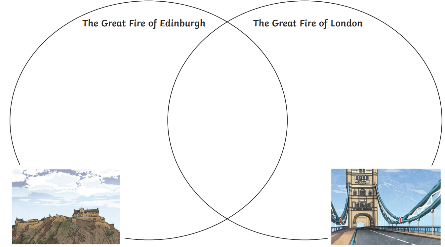 The Great Fire of Edinburgh
The Great Fire of London